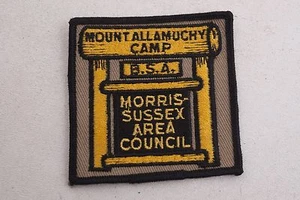 MOUNT ALLAMUCHY
CAMP
B.S.A.
MORRIS-
SUSSEX
AREA
COUNCIL